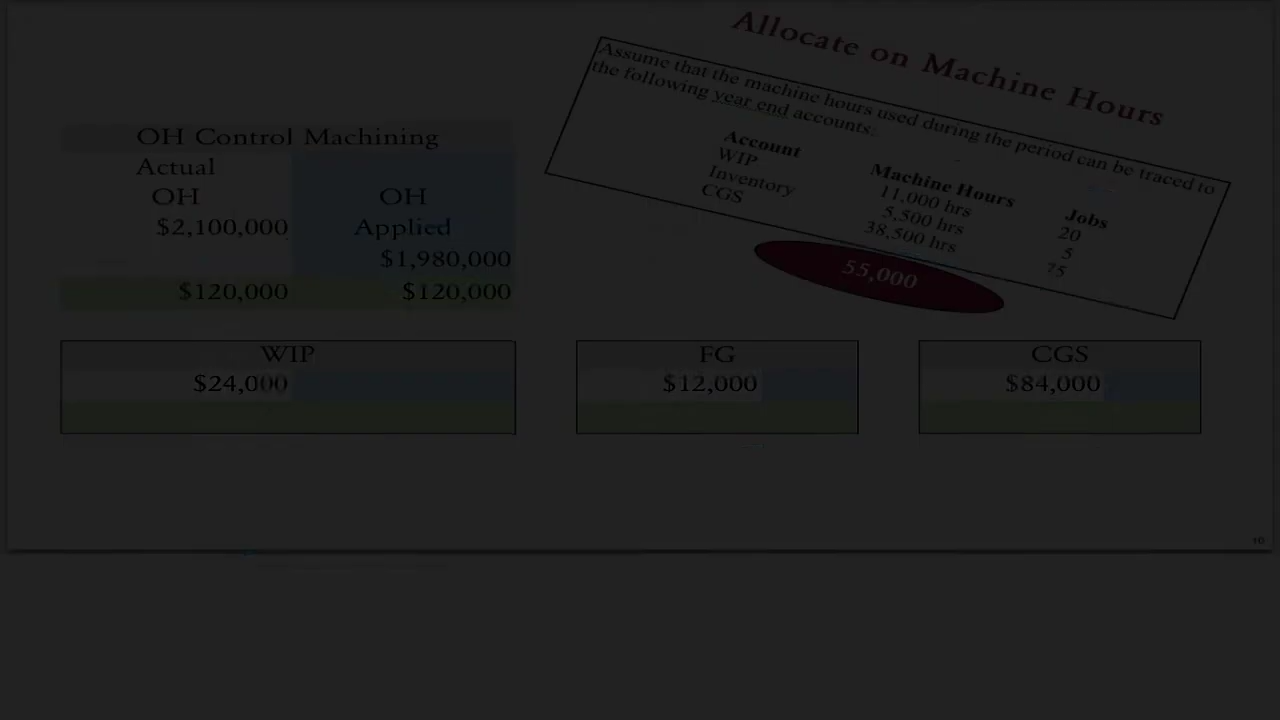 Allocate on Machine Hours
Assume that the machine hours used during the period can be traced to
the following year end accounts:
Account Machine Hours Jobs
WIP 11,000 hrs 20
Inventory 5,500 hrs 5
CGS 38,500 hrs 75
55,000
OH Control Machining
Actual
OH OH
$2,100,000 Applied
$1,980,000
$120,000 $120,000
WIP FG CGS
$24,000 $12,000 $84,000
10